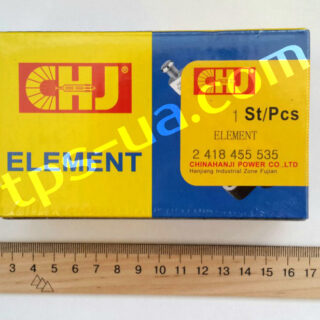 CHJ®
ELEMENT
CHJ®
1 St/Pcs
ELEMENT
2 418 455 535
CHINAHANJI POWER CO.,LTD
Hanjiang Industrial Zone Fujian
tps-ua.com
3 4 5 6 7 8 9 10 11 12 13 14 15 16 17